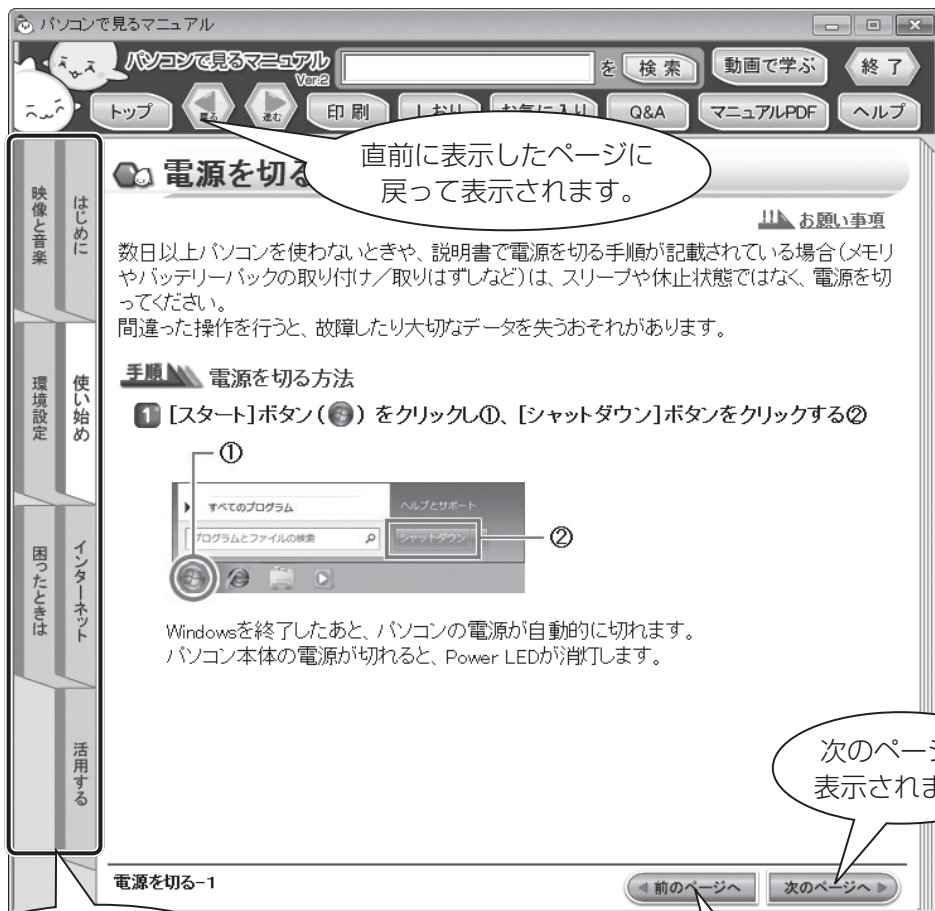 パソコンで見るマニュアル
パソコンで見るマニュアル
Ver.2
を 検 索
動画で学ぶ
終 了
トップ
戻る
進む
印 刷
しおり
お気に入り
Q&A
マニュアルPDF
ヘルプ
直前に表示したページに
戻って表示されます。
電源を切る
お願い事項
数日以上パソコンを使わないときや、説明書で電源を切る手順が記載されている場合(メモリ
やバッテリーパックの取り付け/取りはずしなど)は、スリープや休止状態ではなく、電源を切
ってください。
間違った操作を行うと、故障したり大切なデータを失うおそれがあります。
手順 電源を切る方法
1 [スタート]ボタン( )をクリックし①、[シャットダウン]ボタンをクリックする②
①
すべてのプログラム
ヘルプとサポート
プログラムとファイルの検索
シャットダウン
②
Windowsを終了したあと、パソコンの電源が自動的に切れます。
パソコン本体の電源が切れると、Power LEDが消灯します。
はじめに
使い始め
インターネット
活用する
映像と音楽
環境設定
困ったときは
次のペー
表示されま
電源を切る-1
前のページへ
次のページへ